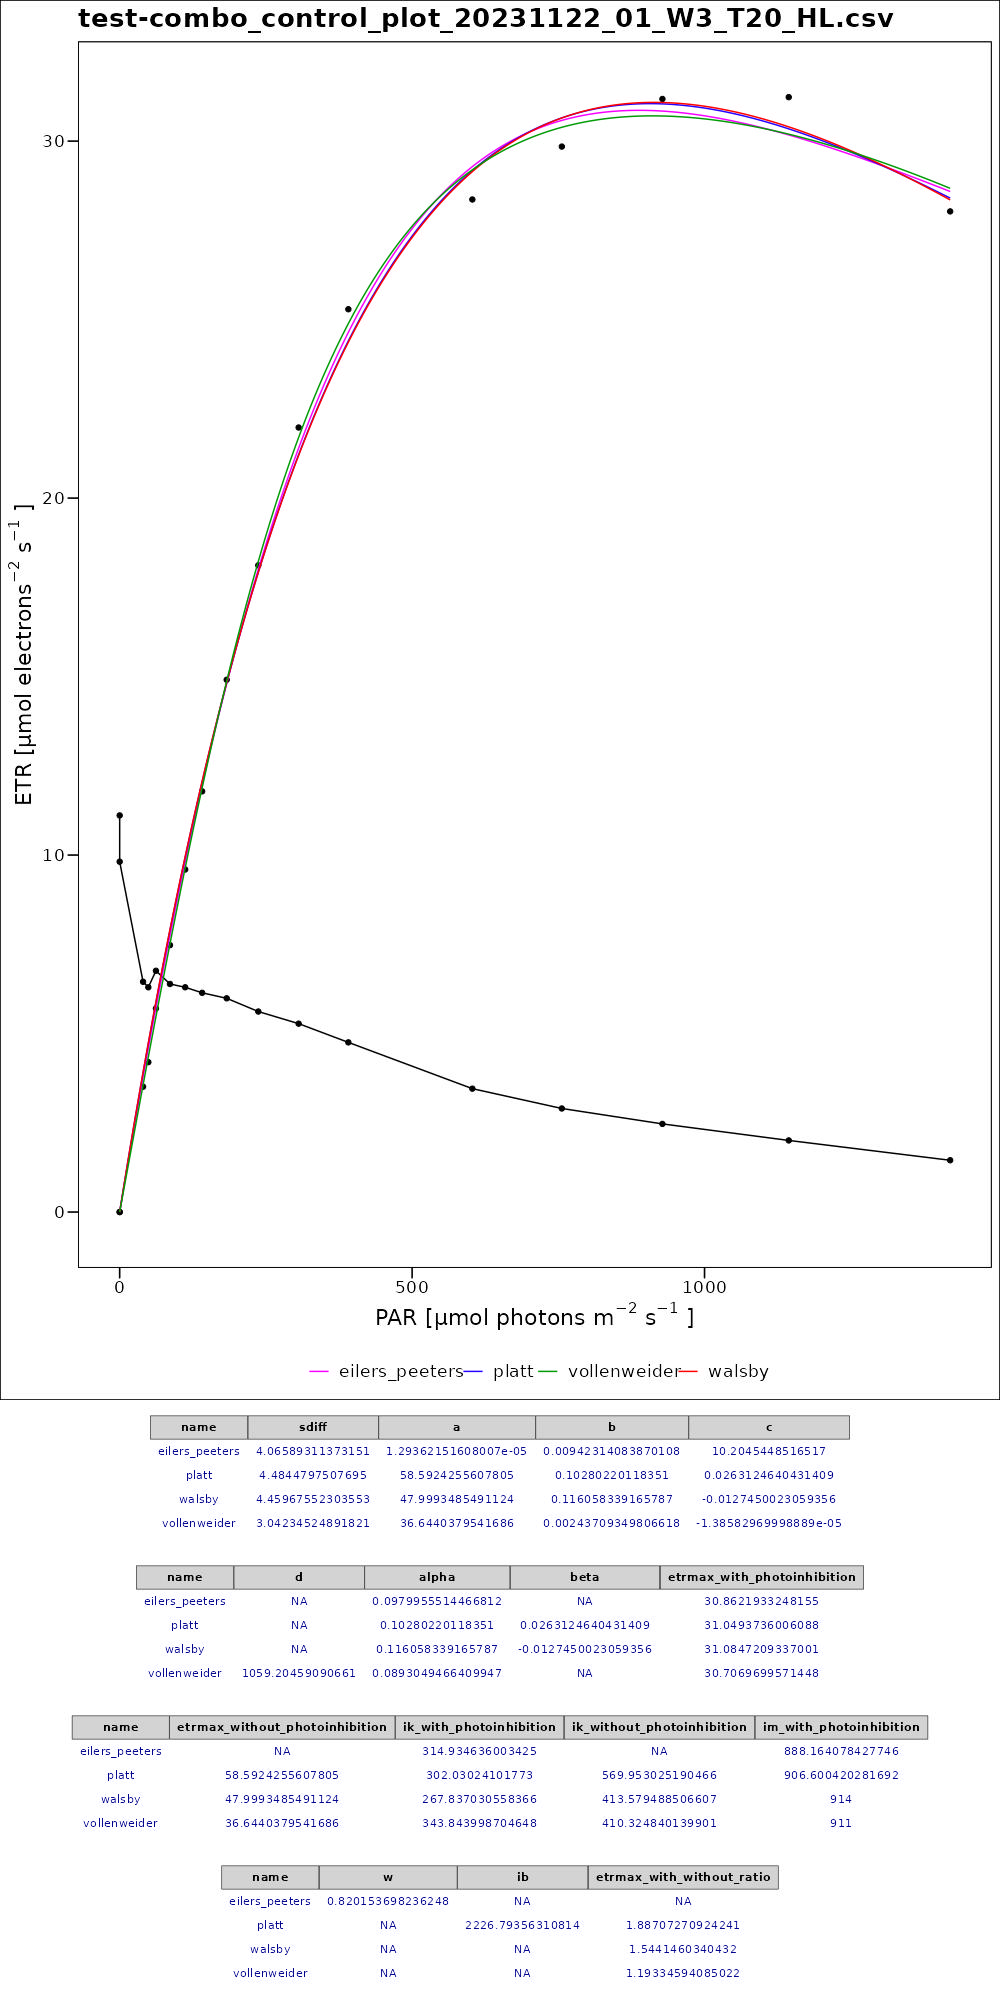 test-combo_control_plot_20231122_01_W3_T20_HL.csv
30
20
10
0
ETR [µmol electrons−2 s−1 ]
0 500 1000
PAR [µmol photons m−2 s−1 ]
eilers_peeters platt vollenweider walsby
name sdiff a b c
eilers_peeters 4.06589311373151 1.29362151608007e-05 0.00942314083870108 10.2045448516517
platt 4.4844797507695 58.5924255607805 0.10280220118351 0.0263124640431409
walsby 4.45967552303553 47.9993485491124 0.116058339165787 -0.0127450023059356
vollenweider 3.04234524891821 36.6440379541686 0.00243709349806618 -1.38582969998889e-05
name d alpha beta etrmax_with_photoinhibition
eilers_peeters NA 0.0979955514466812 NA 30.8621933248155
platt NA 0.10280220118351 0.0263124640431409 31.0493736006088
walsby NA 0.116058339165787 -0.0127450023059356 31.0847209337001
vollenweider 1059.20459090661 0.0893049466409947 NA 30.7069699571448
name etrmax_without_photoinhibition ik_with_photoinhibition ik_without_photoinhibition im_with_photoinhibition
eilers_peeters NA 314.934636003425 NA 888.164078427746
platt 58.5924255607805 302.03024101773 569.953025190466 906.600420281692
walsby 47.9993485491124 267.837030558366 413.579488506607 914
vollenweider 36.6440379541686 343.843998704648 410.324840139901 911
name w ib etrmax_with_without_ratio
eilers_peeters 0.820153698236248 NA NA
platt NA 2226.79356310814 1.88707270924241
walsby NA NA 1.5441460340432
vollenweider NA NA 1.19334594085022